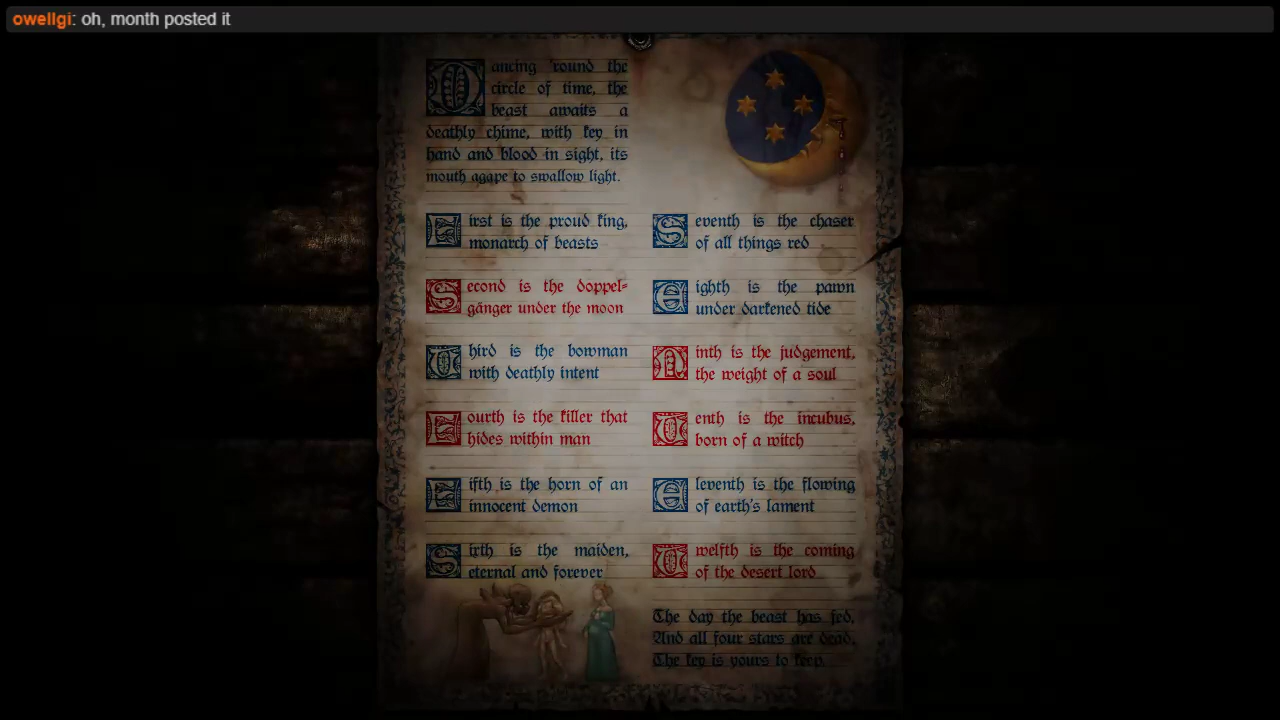 owellgi: oh, month posted it
Dancing 'round the
circle of time, the
beast awaits a
deathly chime, with key in
hand and blood in sight, its
mouth agape to swallow light.
First is the proud king,
monarch of beasts
Second is the doppel=
gänger under the moon
Third is the bowman
with deathly intent
Fourth is the killer that
hides within man
Fifth is the horn of an
innocent demon
Sixth is the maiden,
eternal and forever
Seventh is the chaser
of all things red
Eighth is the pawn
under darkened tide
Ninth is the judgement,
the weight of a soul
Tenth is the incubus,
born of a witch
Eleventh is the flowing
of earth's lament
Twelfth is the coming
of the desert lord
The day the beast has fed,
And all four stars are dead,
The key is yours to keep.